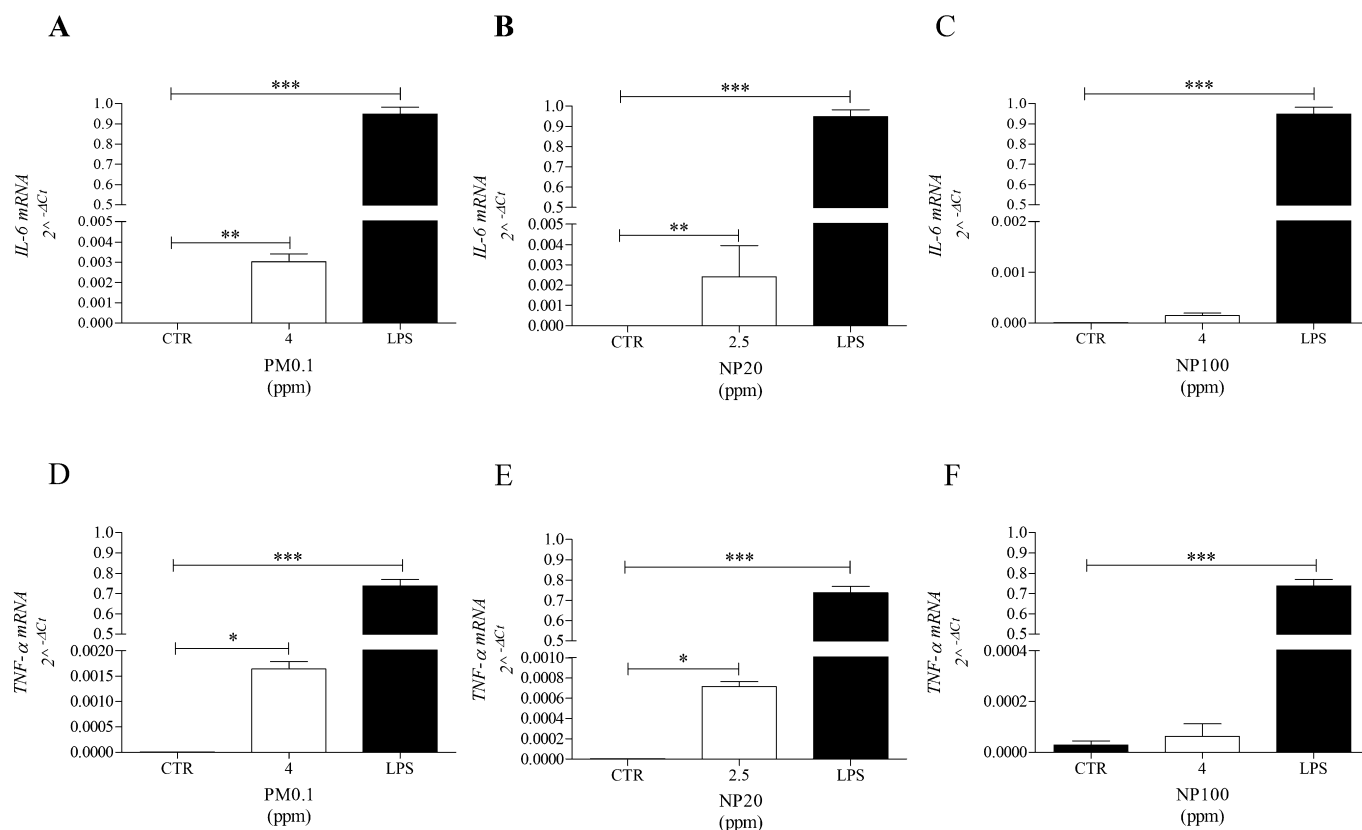 A
***
1.0
0.9
0.8
0.7
0.6
0.5
0.005
0.004
0.003
0.002
0.001
0.000
**
IL-6 mRNA
2^ -ΔCt
CTR
4
LPS
PM0.1
(ppm)
B
***
1.0
0.9
0.8
0.7
0.6
0.5
0.005
0.004
0.003
0.002
0.001
0.000
**
IL-6 mRNA
2^ -ΔCt
CTR
2.5
LPS
NP20
(ppm)
C
***
1.0
0.9
0.8
0.7
0.6
0.5
0.002
0.001
0.000
IL-6 mRNA
2^ -ΔCt
CTR
4
LPS
NP100
(ppm)
D
***
1.0
0.9
0.8
0.7
0.6
0.5
0.0020
0.0015
0.0010
0.0005
0.0000
*
TNF-α mRNA
2^ -ΔCt
CTR
4
LPS
PM0.1
(ppm)
E
***
1.0
0.9
0.8
0.7
0.6
0.5
0.0010
0.0008
0.0006
0.0004
0.0002
0.0000
*
TNF-α mRNA
2^ -ΔCt
CTR
2.5
LPS
NP20
(ppm)
F
***
1.0
0.9
0.8
0.7
0.6
0.5
0.0004
0.0002
0.0000
TNF-α mRNA
2^ -ΔCt
CTR
4
LPS
NP100
(ppm)